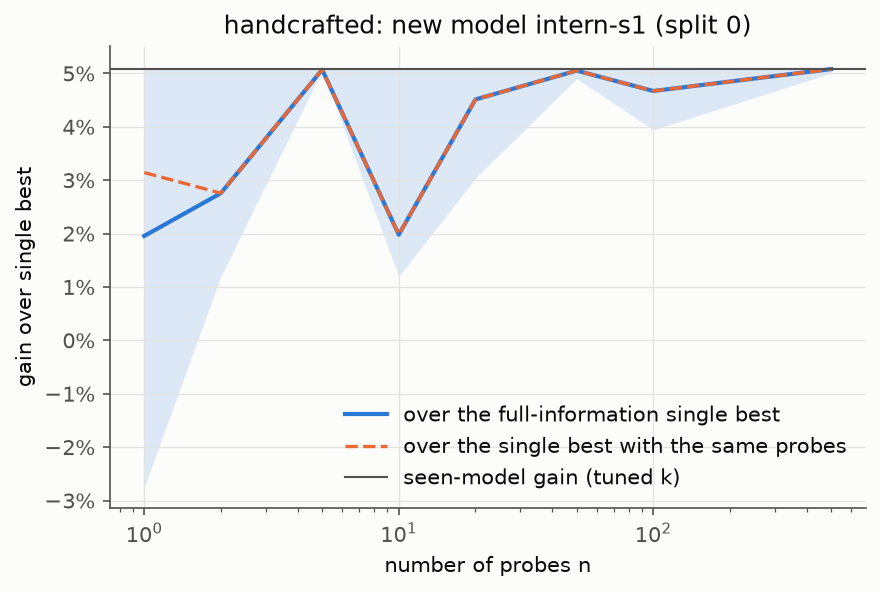 handcrafted: new model intern-s1 (split 0)
gain over single best
5%
4%
3%
2%
1%
0%
−1%
−2%
−3%
over the full-information single best
over the single best with the same probes
seen-model gain (tuned k)
10⁰ 10¹ 10²
number of probes n